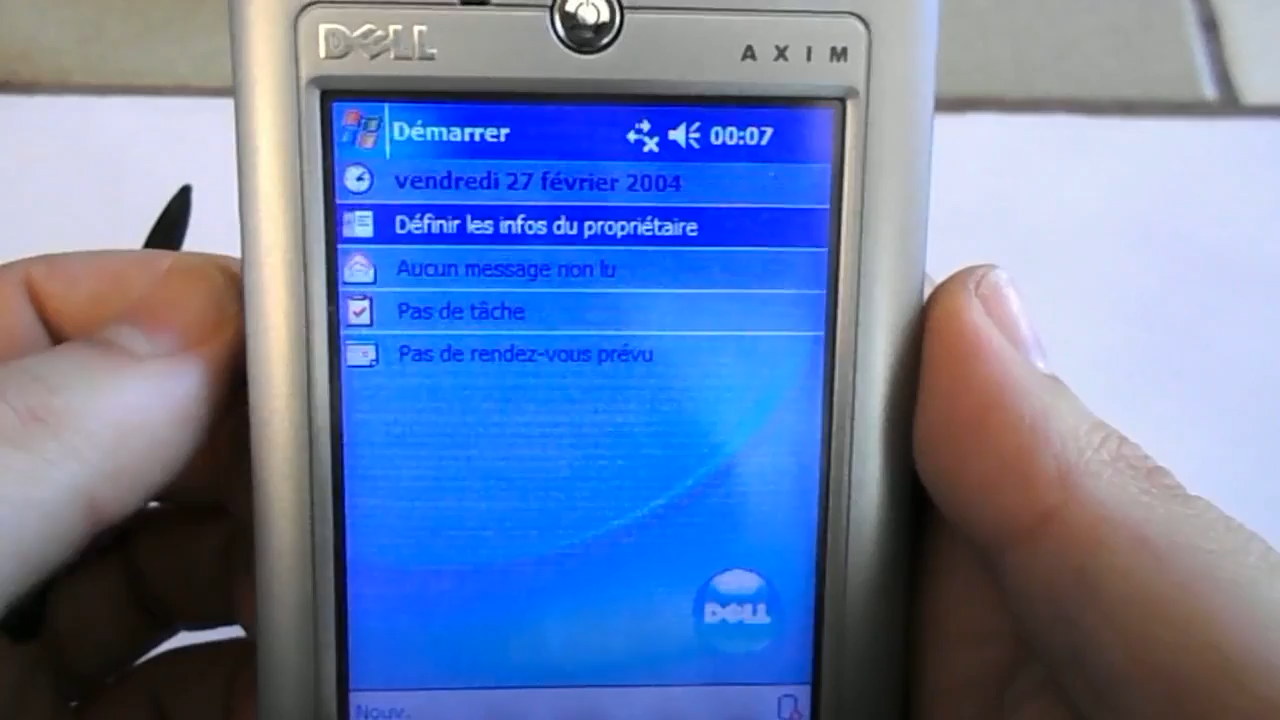 DELL AXIM
Démarrer 00:07
vendredi 27 février 2004
Définir les infos du propriétaire
Aucun message non lu
Pas de tâche
Pas de rendez-vous prévu
DELL
Nouv.